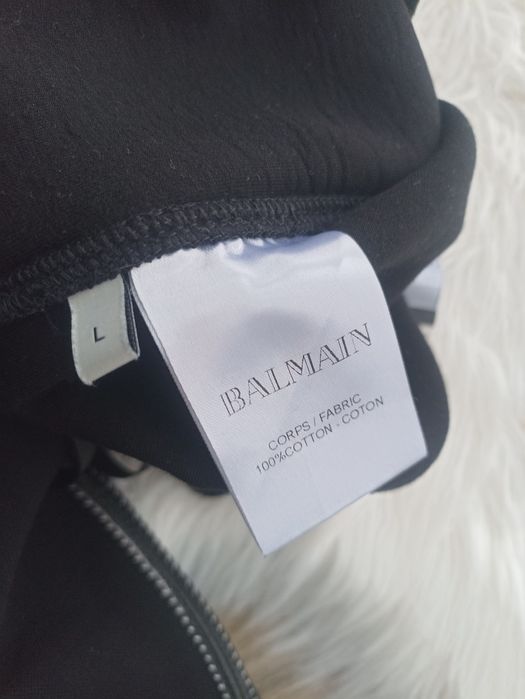 L
BALMAIN
CORPS / FABRIC
100%COTTON - COTON